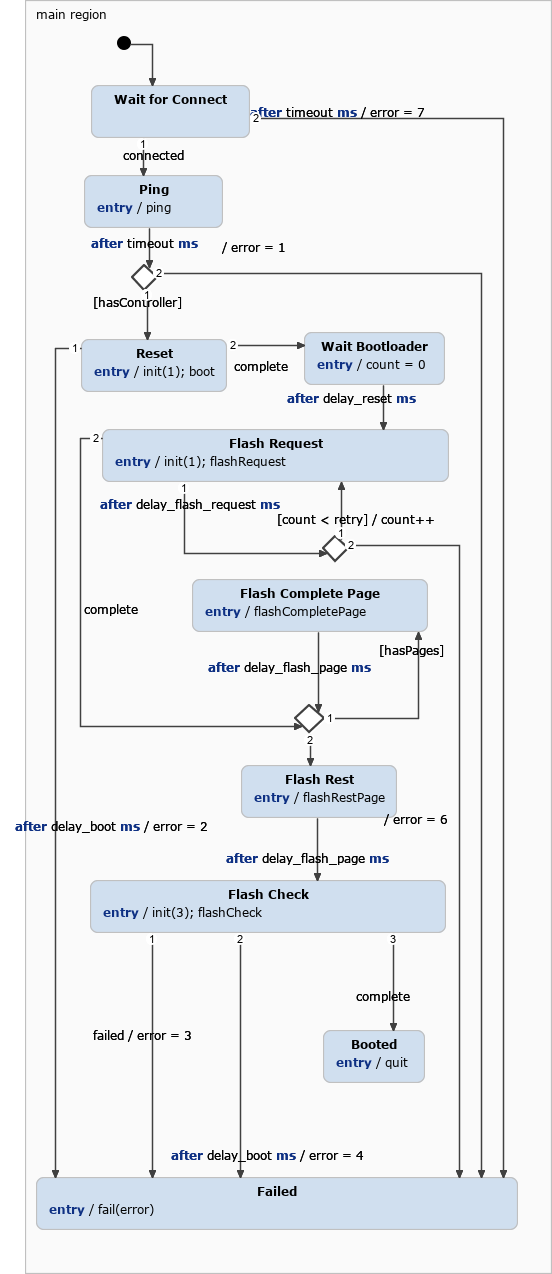 main region
Wait for Connect
after timeout ms / error = 7
2
1
connected
Ping
entry / ping
after timeout ms
/ error = 1
2
1
[hasController]
Reset
entry / init(1); boot
1
2
complete
Wait Bootloader
entry / count = 0
after delay_reset ms
Flash Request
entry / init(1); flashRequest
2
1
after delay_flash_request ms
[count < retry] / count++
1
2
Flash Complete Page
entry / flashCompletePage
complete
[hasPages]
after delay_flash_page ms
1
2
Flash Rest
entry / flashRestPage
/ error = 6
after delay_boot ms / error = 2
after delay_flash_page ms
Flash Check
entry / init(3); flashCheck
1
2
3
complete
failed / error = 3
Booted
entry / quit
after delay_boot ms / error = 4
Failed
entry / fail(error)